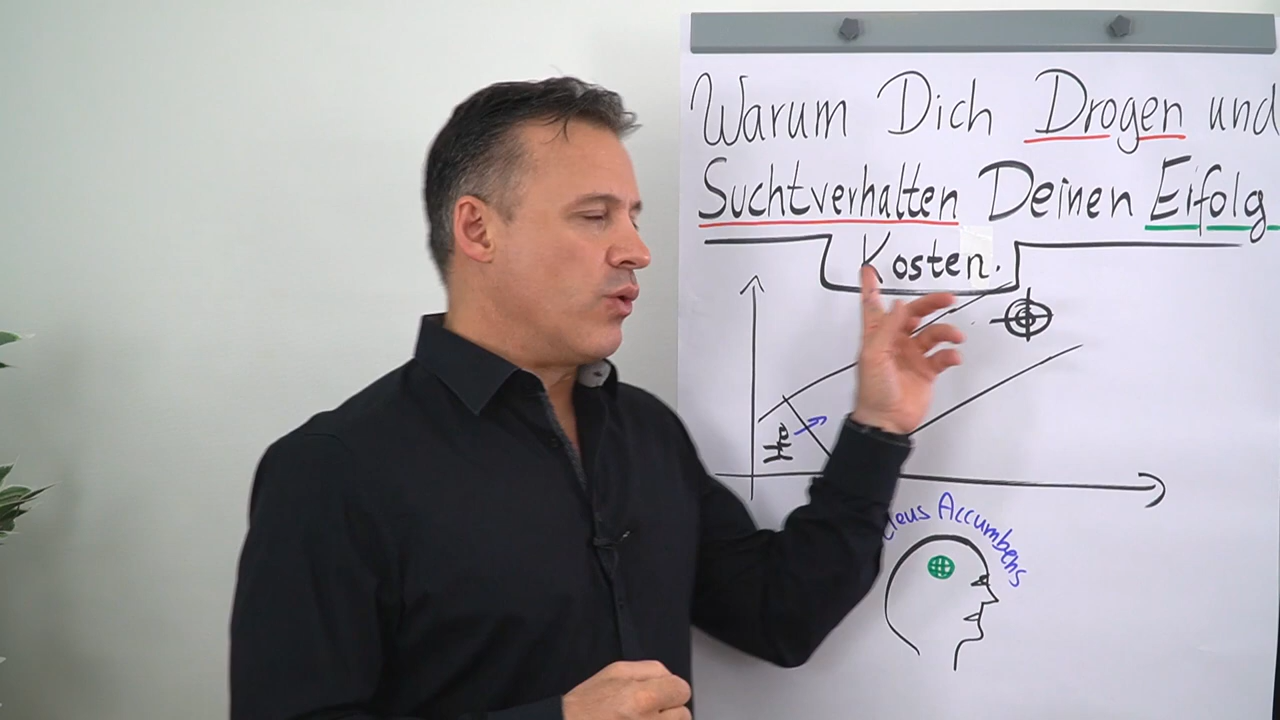 Warum Dich Drogen und
Suchtverhalten Deinen Erfolg
Kosten.
cleus Accumbens